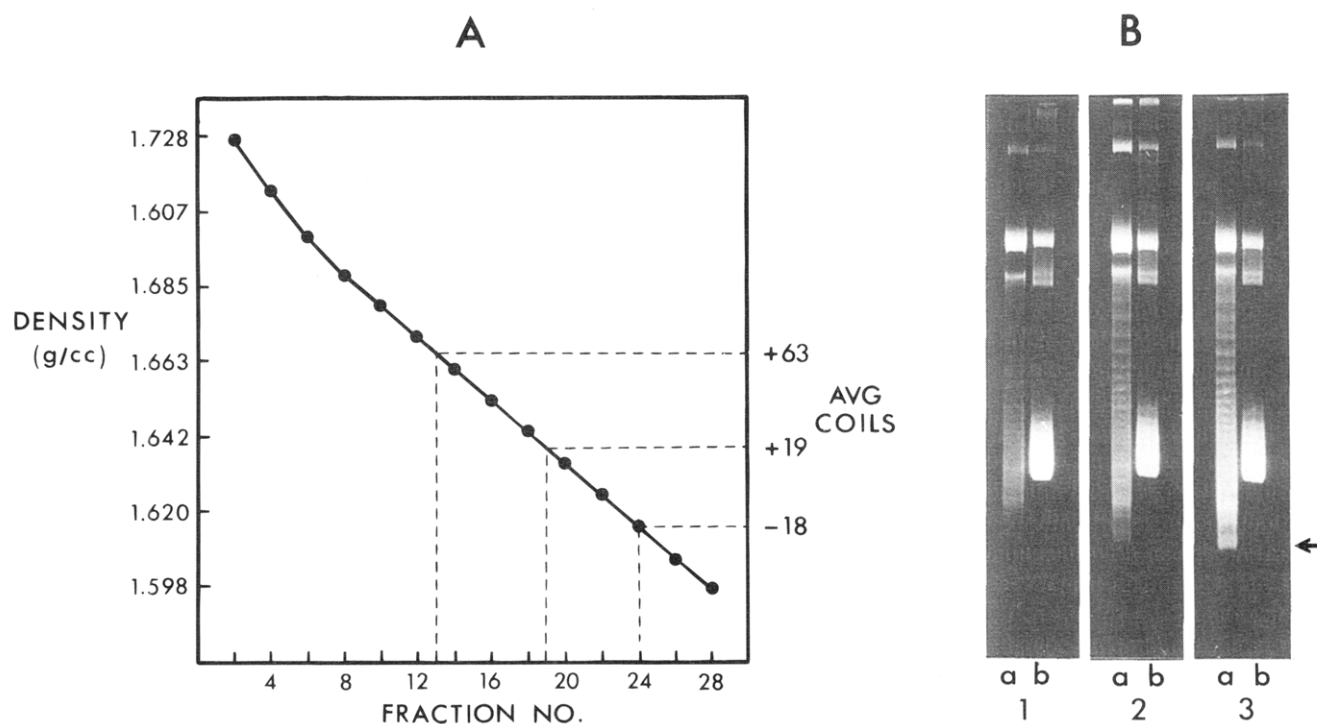 A
B
1.728
1.607
1.685
1.663
1.642
1.620
1.598
DENSITY
(g/cc)
+63
+19
−18
AVG
COILS
4 8 12 16 20 24 28
FRACTION NO.
a b a b a b
1 2 3